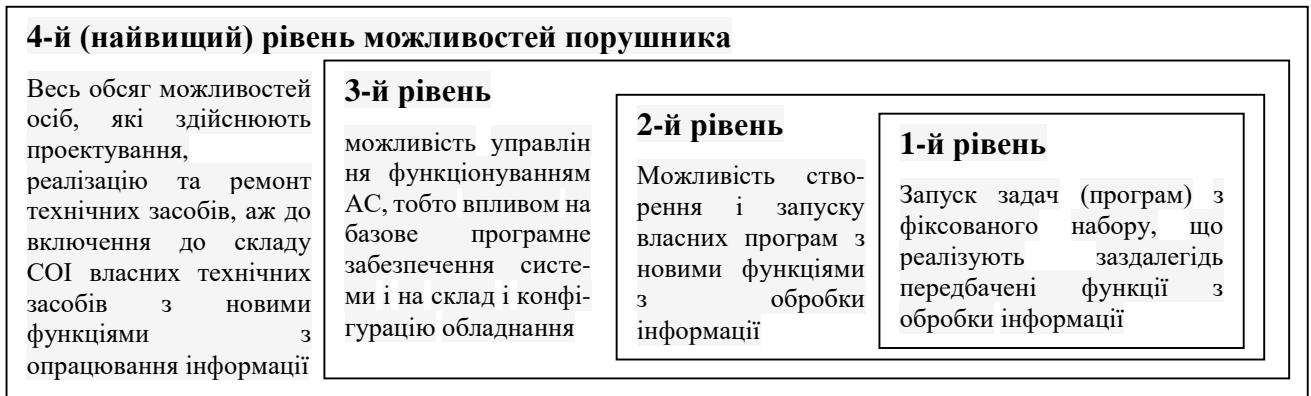 4-й (найвищий) рівень можливостей порушника
Весь обсяг можливостей
осіб, які здійснюють
проектування,
реалізацію та ремонт
технічних засобів, аж до
включення до складу
СОІ власних технічних
засобів з новими
функціями з
опрацювання інформації
3-й рівень
можливість управлін
ня функціонуванням
АС, тобто впливом на
базове програмне
забезпечення систе-
ми і на склад і конфі-
гурацію обладнання
2-й рівень
Можливість ство-
рення і запуску
власних програм з
новими функціями
з обробки
інформації
1-й рівень
Запуск задач (програм) з
фіксованого набору, що
реалізують заздалегідь
передбачені функції з
обробки інформації